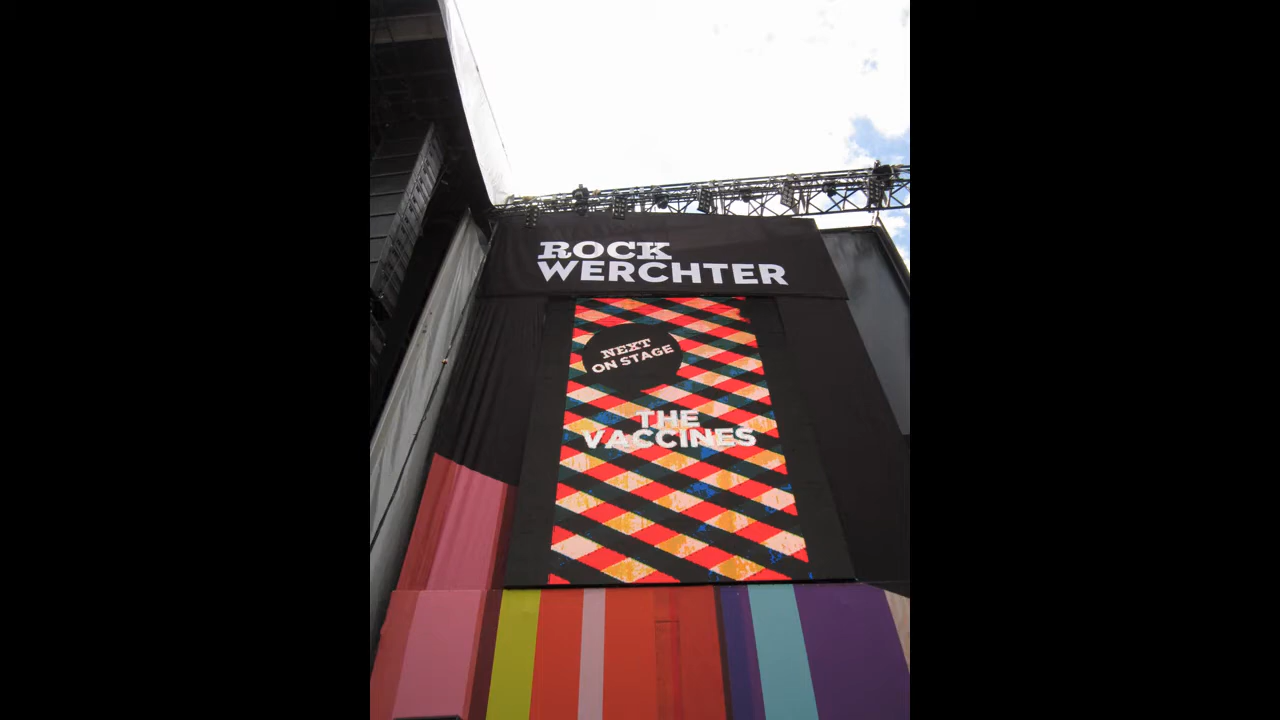 ROCK
WERCHTER
NEXT
ON STAGE
THE
VACCINES